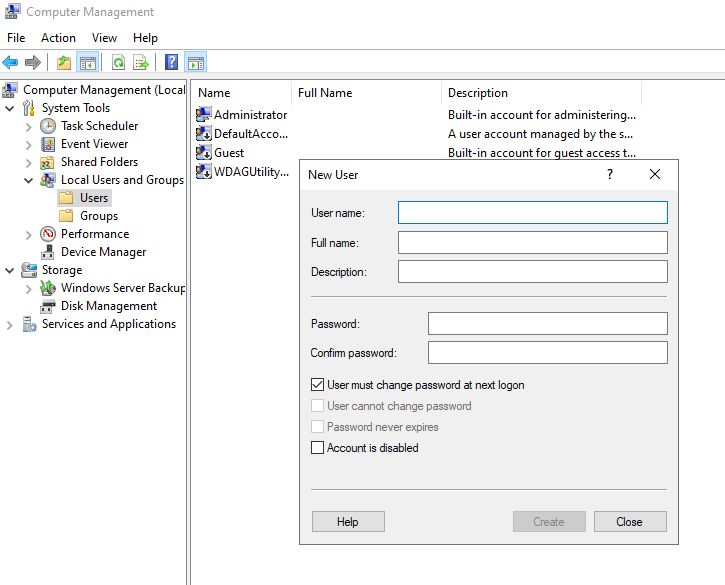 Computer Management
File Action View Help
Computer Management (Local
System Tools
Task Scheduler
Event Viewer
Shared Folders
Local Users and Groups
Users
Groups
Performance
Device Manager
Storage
Windows Server Backup
Disk Management
Services and Applications
Name Full Name Description
Administrator Built-in account for administering...
DefaultAcco... A user account managed by the s...
Guest Built-in account for guest access t...
WDAGUtility...
New User ?
User name:
Full name:
Description:
Password:
Confirm password:
User must change password at next logon
User cannot change password
Password never expires
Account is disabled
Help Create Close